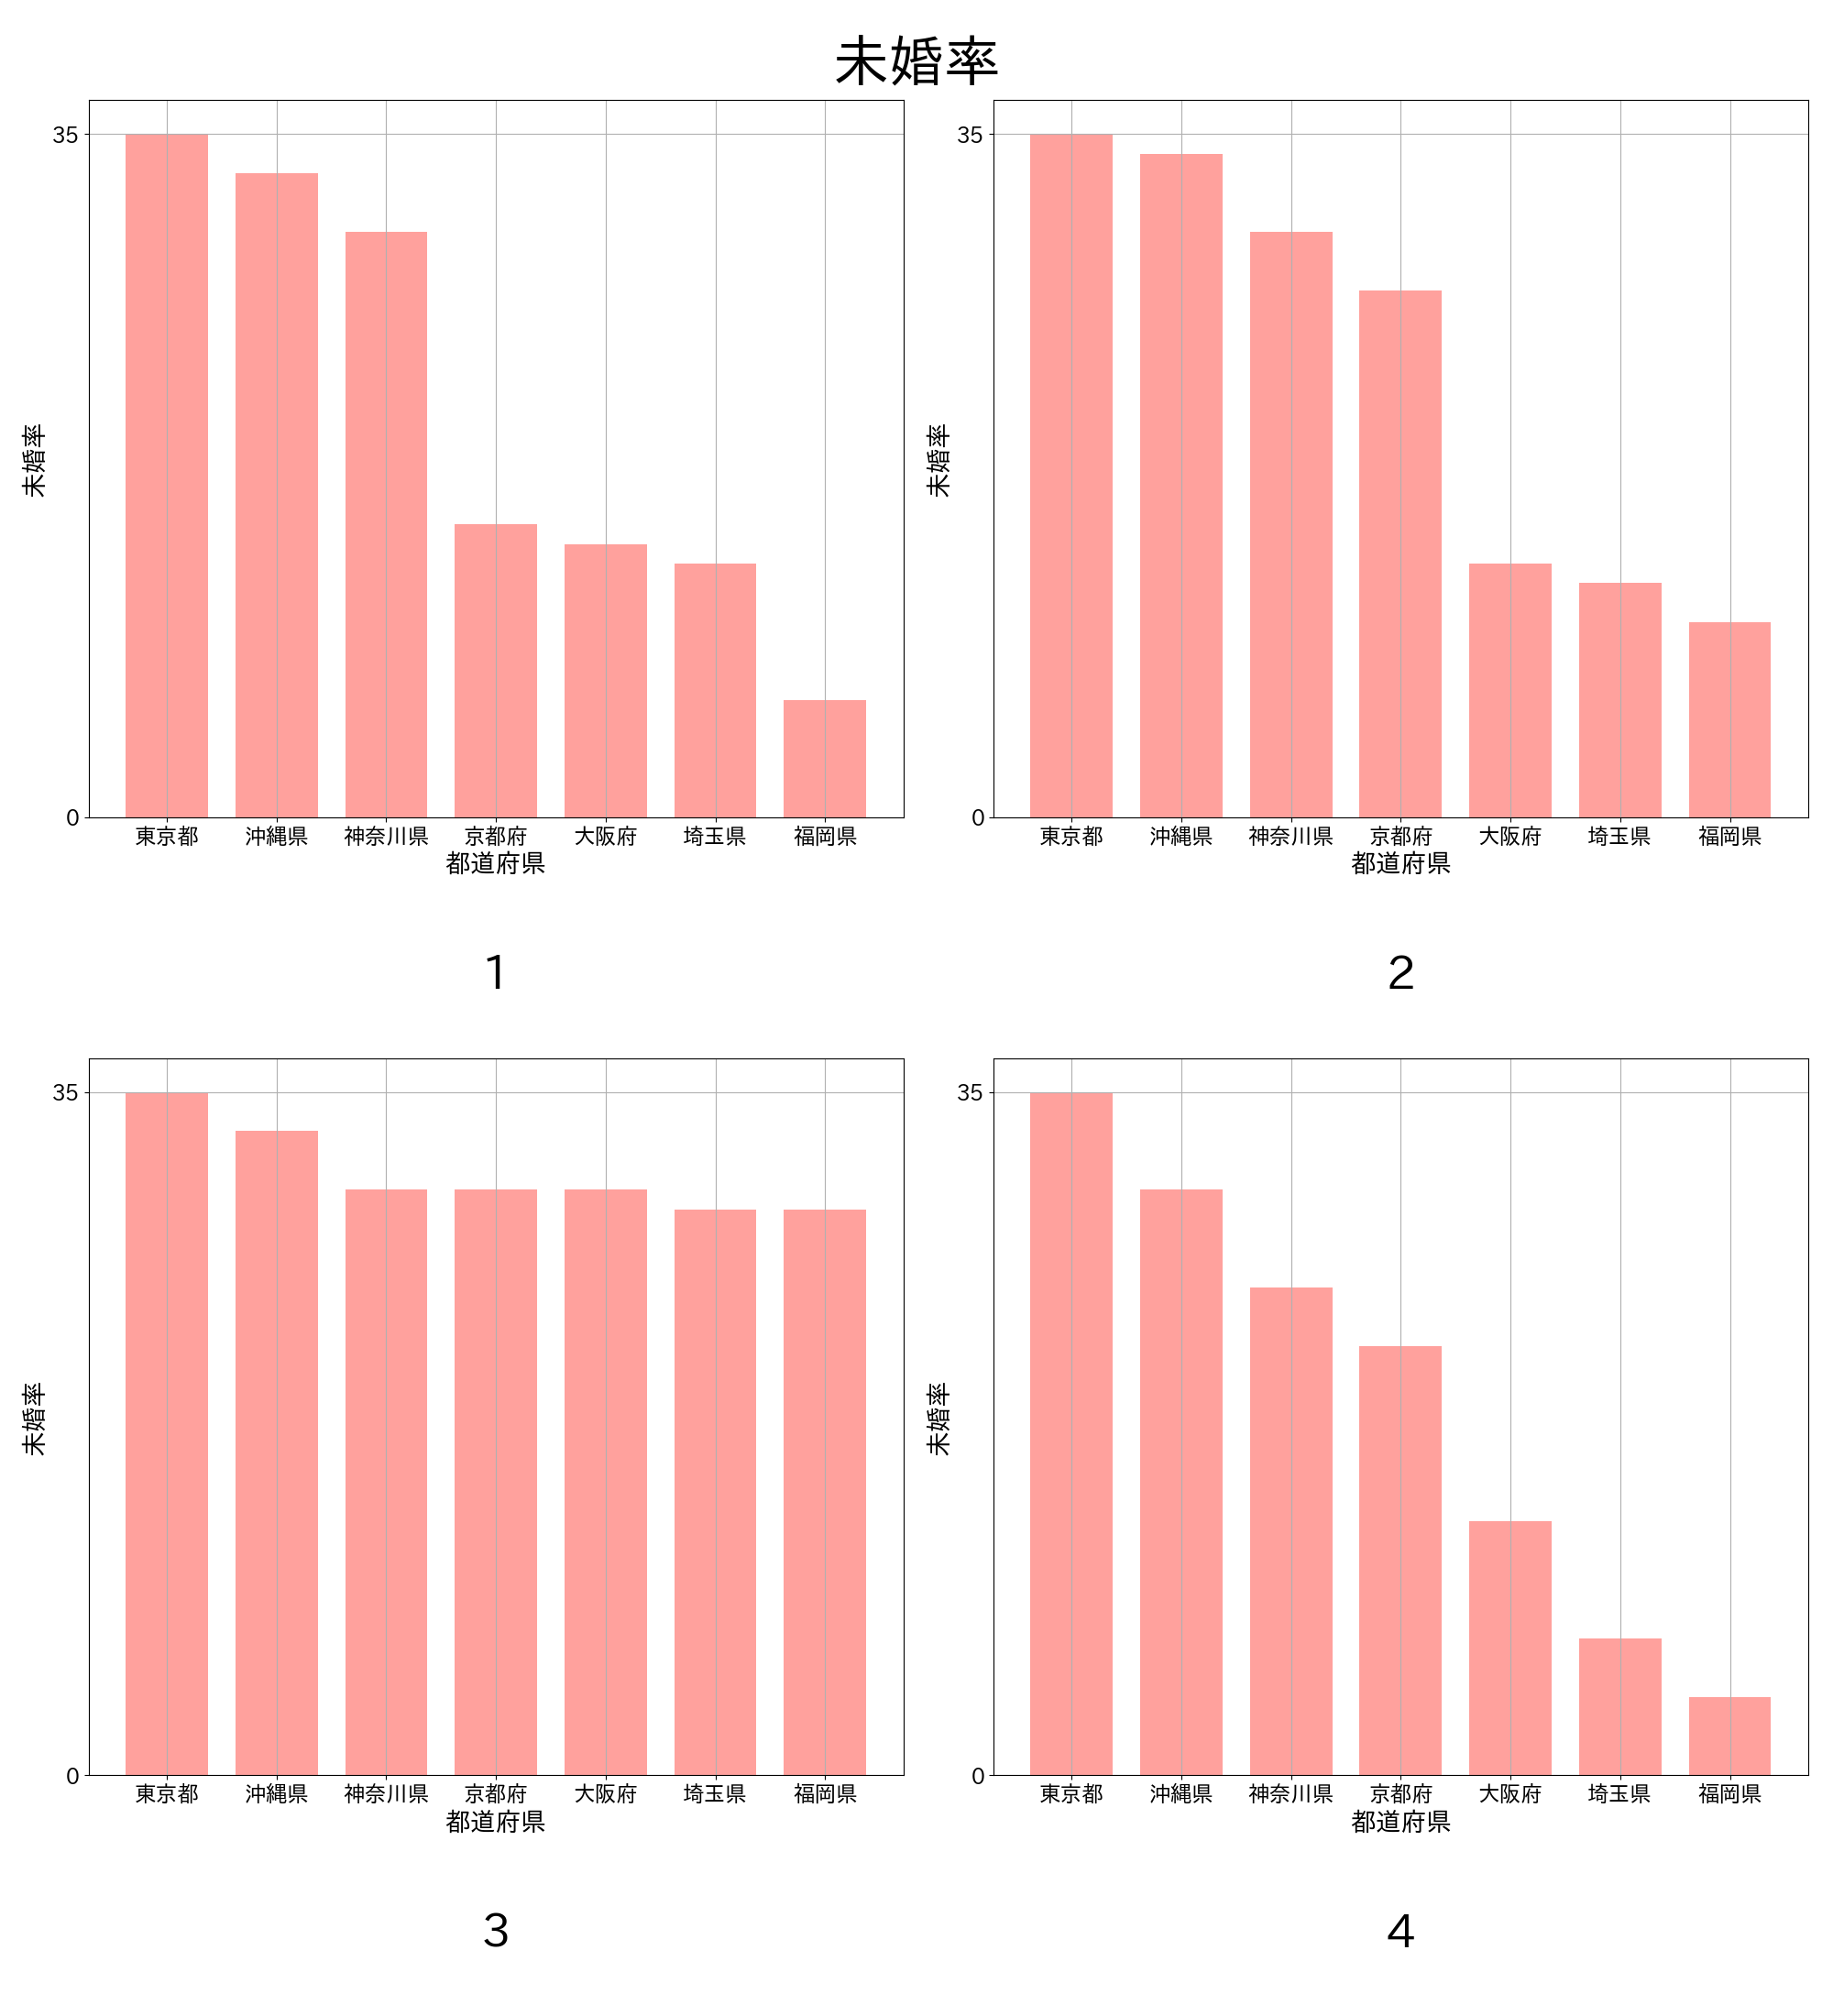 未婚率
35
0
未婚率
東京都 沖縄県 神奈川県 京都府 大阪府 埼玉県 福岡県
都道府県
1
35
0
未婚率
東京都 沖縄県 神奈川県 京都府 大阪府 埼玉県 福岡県
都道府県
2
35
0
未婚率
東京都 沖縄県 神奈川県 京都府 大阪府 埼玉県 福岡県
都道府県
3
35
0
未婚率
東京都 沖縄県 神奈川県 京都府 大阪府 埼玉県 福岡県
都道府県
4